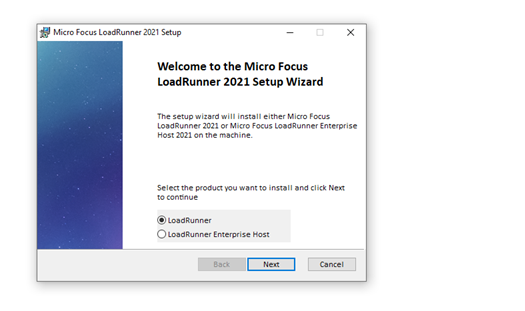 Micro Focus LoadRunner 2021 Setup
Welcome to the Micro Focus
LoadRunner 2021 Setup Wizard
The setup wizard will install either Micro Focus
LoadRunner 2021 or Micro Focus LoadRunner Enterprise
Host 2021 on the machine.
Select the product you want to install and click Next
to continue
LoadRunner
LoadRunner Enterprise Host
Back
Next
Cancel